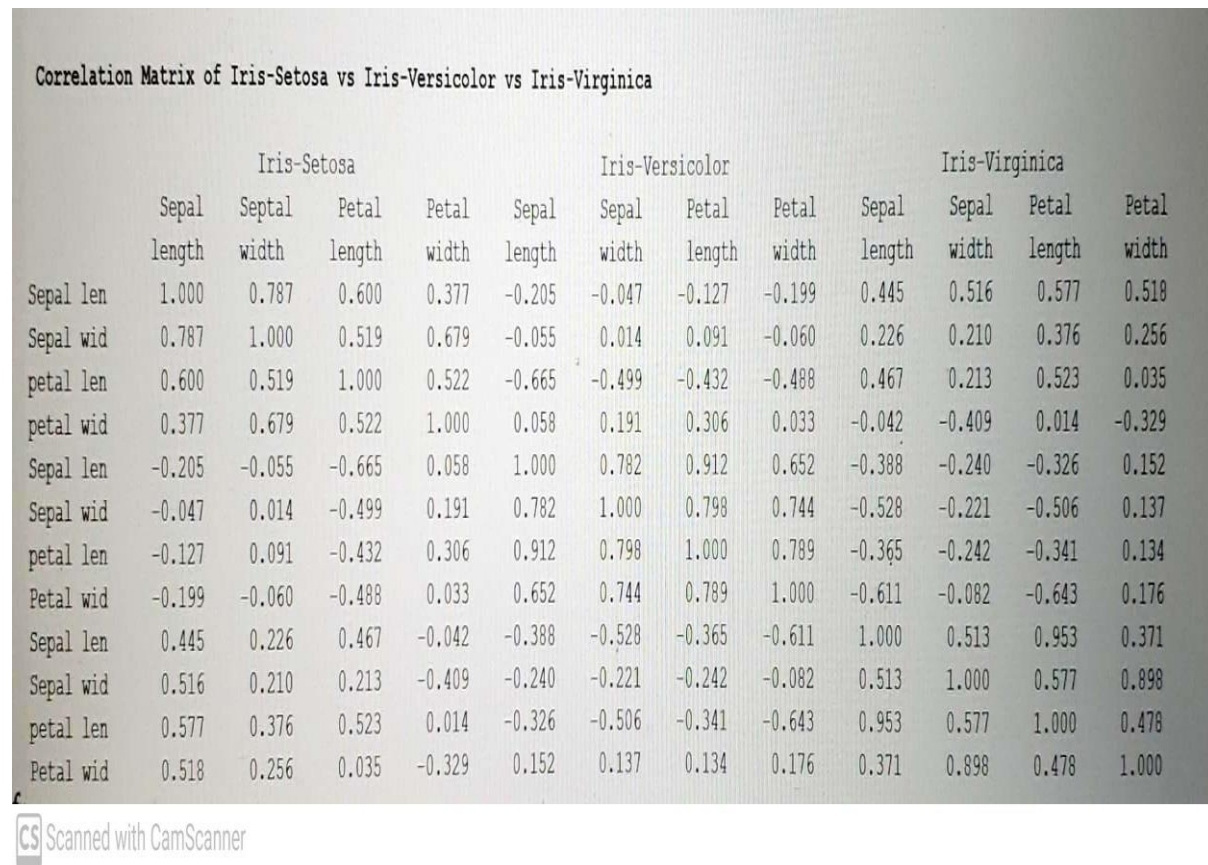 Correlation Matrix of Iris-Setosa vs Iris-Versicolor vs Iris-Virginica
Iris-Setosa Iris-Versicolor Iris-Virginica
Sepal Septal Petal Petal Sepal Sepal Petal Petal Sepal Sepal Petal Petal
length width length width length width length width length width length width
Sepal len 1.000 0.787 0.600 0.377 -0.205 -0.047 -0.127 -0.199 0.445 0.516 0.577 0.518
Sepal wid 0.787 1.000 0.519 0.679 -0.055 0.014 0.091 -0.060 0.226 0.210 0.376 0.256
petal len 0.600 0.519 1.000 0.522 -0.665 -0.499 -0.432 -0.488 0.467 0.213 0.523 0.035
petal wid 0.377 0.679 0.522 1.000 0.058 0.191 0.306 0.033 -0.042 -0.409 0.014 -0.329
Sepal len -0.205 -0.055 -0.665 0.058 1.000 0.782 0.912 0.652 -0.388 -0.240 -0.326 0.152
Sepal wid -0.047 0.014 -0.499 0.191 0.782 1.000 0.798 0.744 -0.528 -0.221 -0.506 0.137
petal len -0.127 0.091 -0.432 0.306 0.912 0.798 1.000 0.789 -0.365 -0.242 -0.341 0.134
Petal wid -0.199 -0.060 -0.488 0.033 0.652 0.744 0.789 1.000 -0.611 -0.082 -0.643 0.176
Sepal len 0.445 0.226 0.467 -0.042 -0.388 -0.528 -0.365 -0.611 1.000 0.513 0.953 0.371
Sepal wid 0.516 0.210 0.213 -0.409 -0.240 -0.221 -0.242 -0.082 0.513 1.000 0.577 0.898
petal len 0.577 0.376 0.523 0.014 -0.326 -0.506 -0.341 -0.643 0.953 0.577 1.000 0.478
Petal wid 0.518 0.256 0.035 -0.329 0.152 0.137 0.134 0.176 0.371 0.898 0.478 1.000
CS Scanned with CamScanner